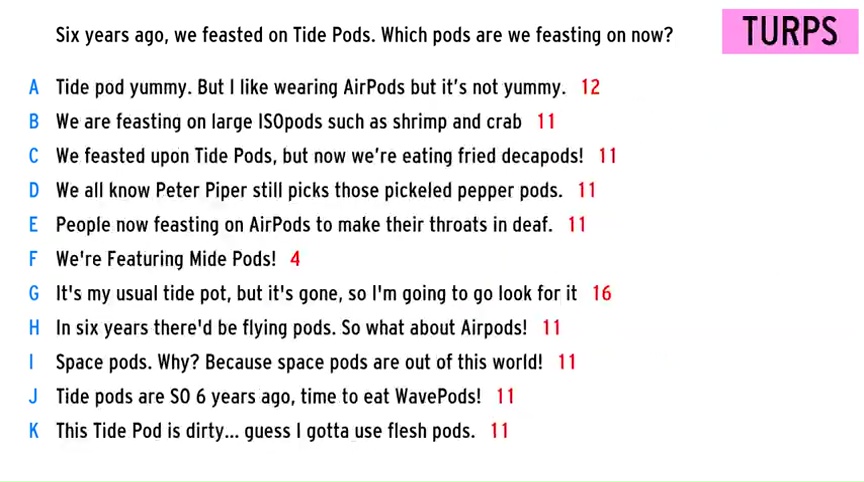 Six years ago, we feasted on Tide Pods. Which pods are we feasting on now?
TURPS
A Tide pod yummy. But I like wearing AirPods but it's not yummy. 12
B We are feasting on large ISOpods such as shrimp and crab 11
C We feasted upon Tide Pods, but now we're eating fried decapods! 11
D We all know Peter Piper still picks those pickeled pepper pods. 11
E People now feasting on AirPods to make their throats in deaf. 11
F We're Featuring Mide Pods! 4
G It's my usual tide pot, but it's gone, so I'm going to go look for it 16
H In six years there'd be flying pods. So what about Airpods! 11
I Space pods. Why? Because space pods are out of this world! 11
J Tide pods are SO 6 years ago, time to eat WavePods! 11
K This Tide Pod is dirty... guess I gotta use flesh pods. 11